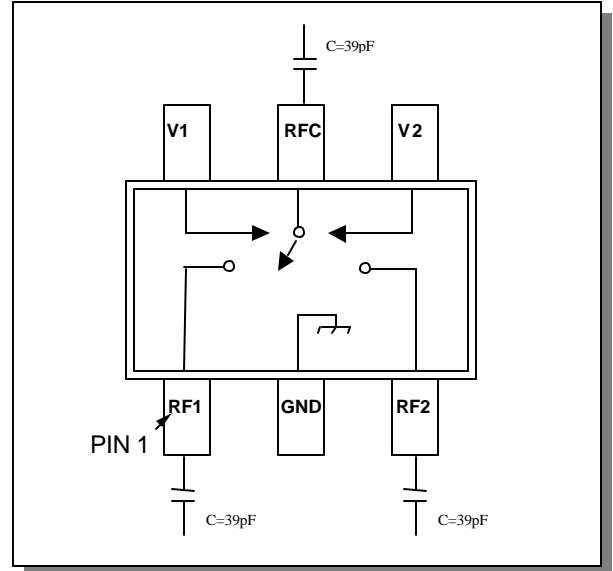 C=39pF
V1 RFC V2
RF1 GND RF2
PIN 1
C=39pF C=39pF